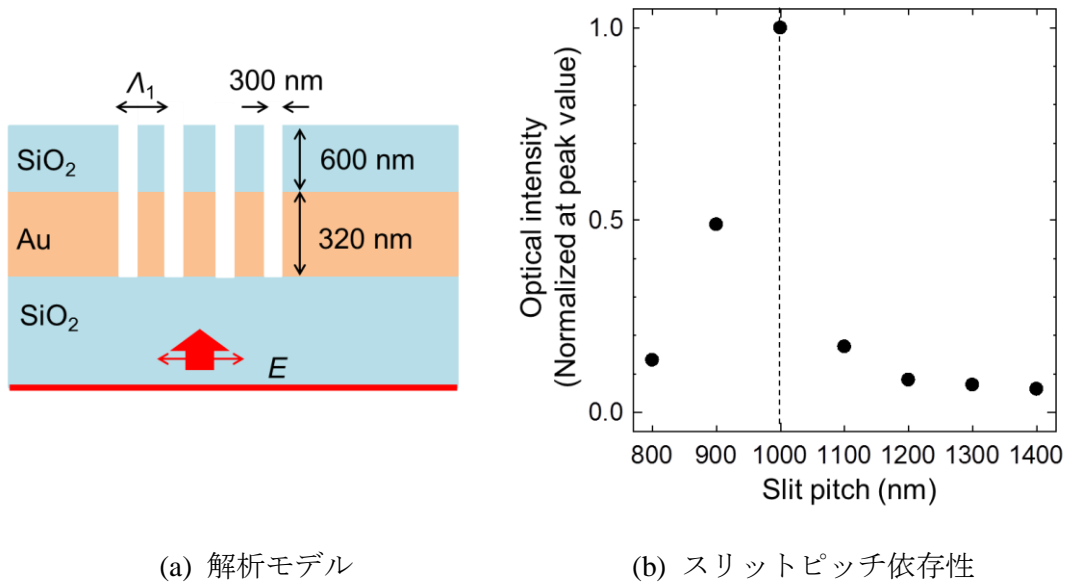 Λ₁
300 nm
SiO₂
600 nm
Au
320 nm
SiO₂
E
(a) 解析モデル
Optical intensity
(Normalized at peak value)
1.0
0.5
0.0
800 900 1000 1100 1200 1300 1400
Slit pitch (nm)
(b) スリットピッチ依存性